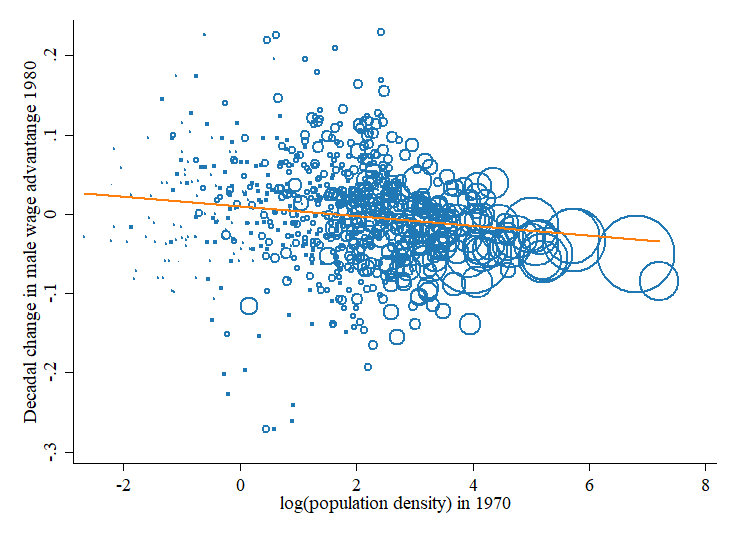 Decadal change in male wage advantange 1980
.2
.1
0
-.1
-.2
-.3
-2 0 2 4 6 8
log(population density) in 1970